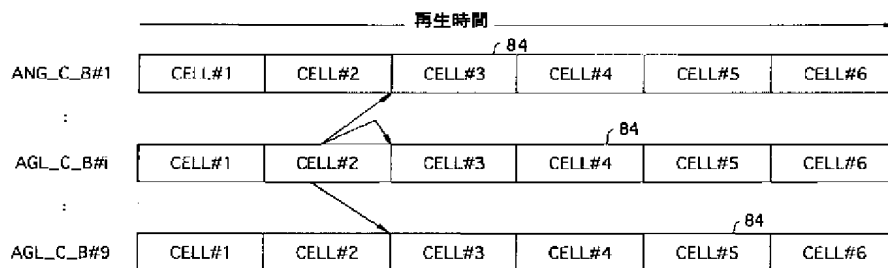 再生時間
84
ANG_C_B#1 CELL#1 CELL#2 CELL#3 CELL#4 CELL#5 CELL#6
:
84
AGL_C_B#i CELL#1 CELL#2 CELL#3 CELL#4 CELL#5 CELL#6
:
84
AGL_C_B#9 CELL#1 CELL#2 CELL#3 CELL#4 CELL#5 CELL#6